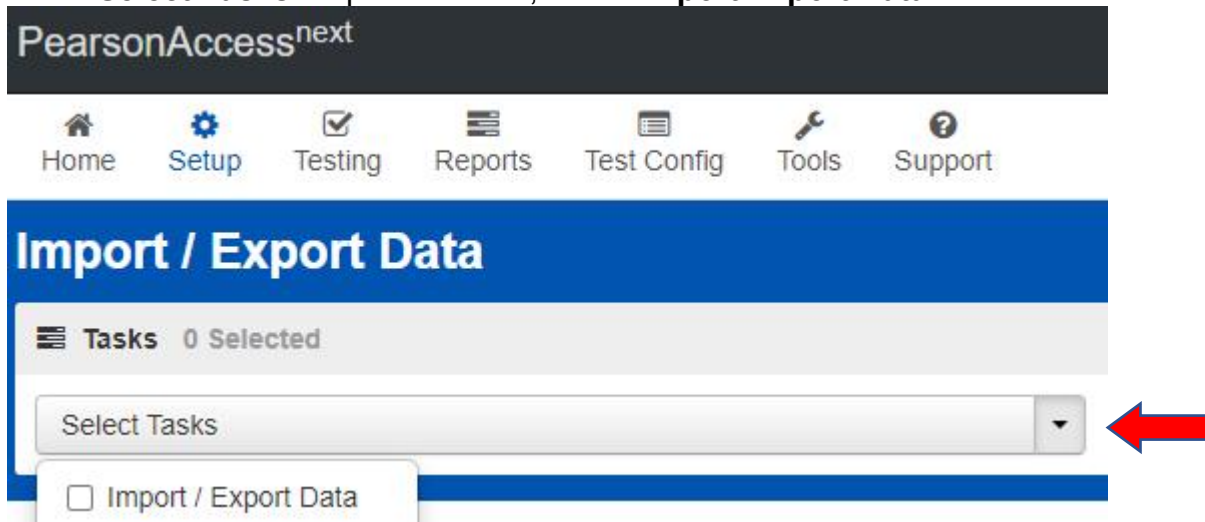 PearsonAccessnext
Home Setup Testing Reports Test Config Tools Support
Import / Export Data
Tasks 0 Selected
Select Tasks
Import / Export Data